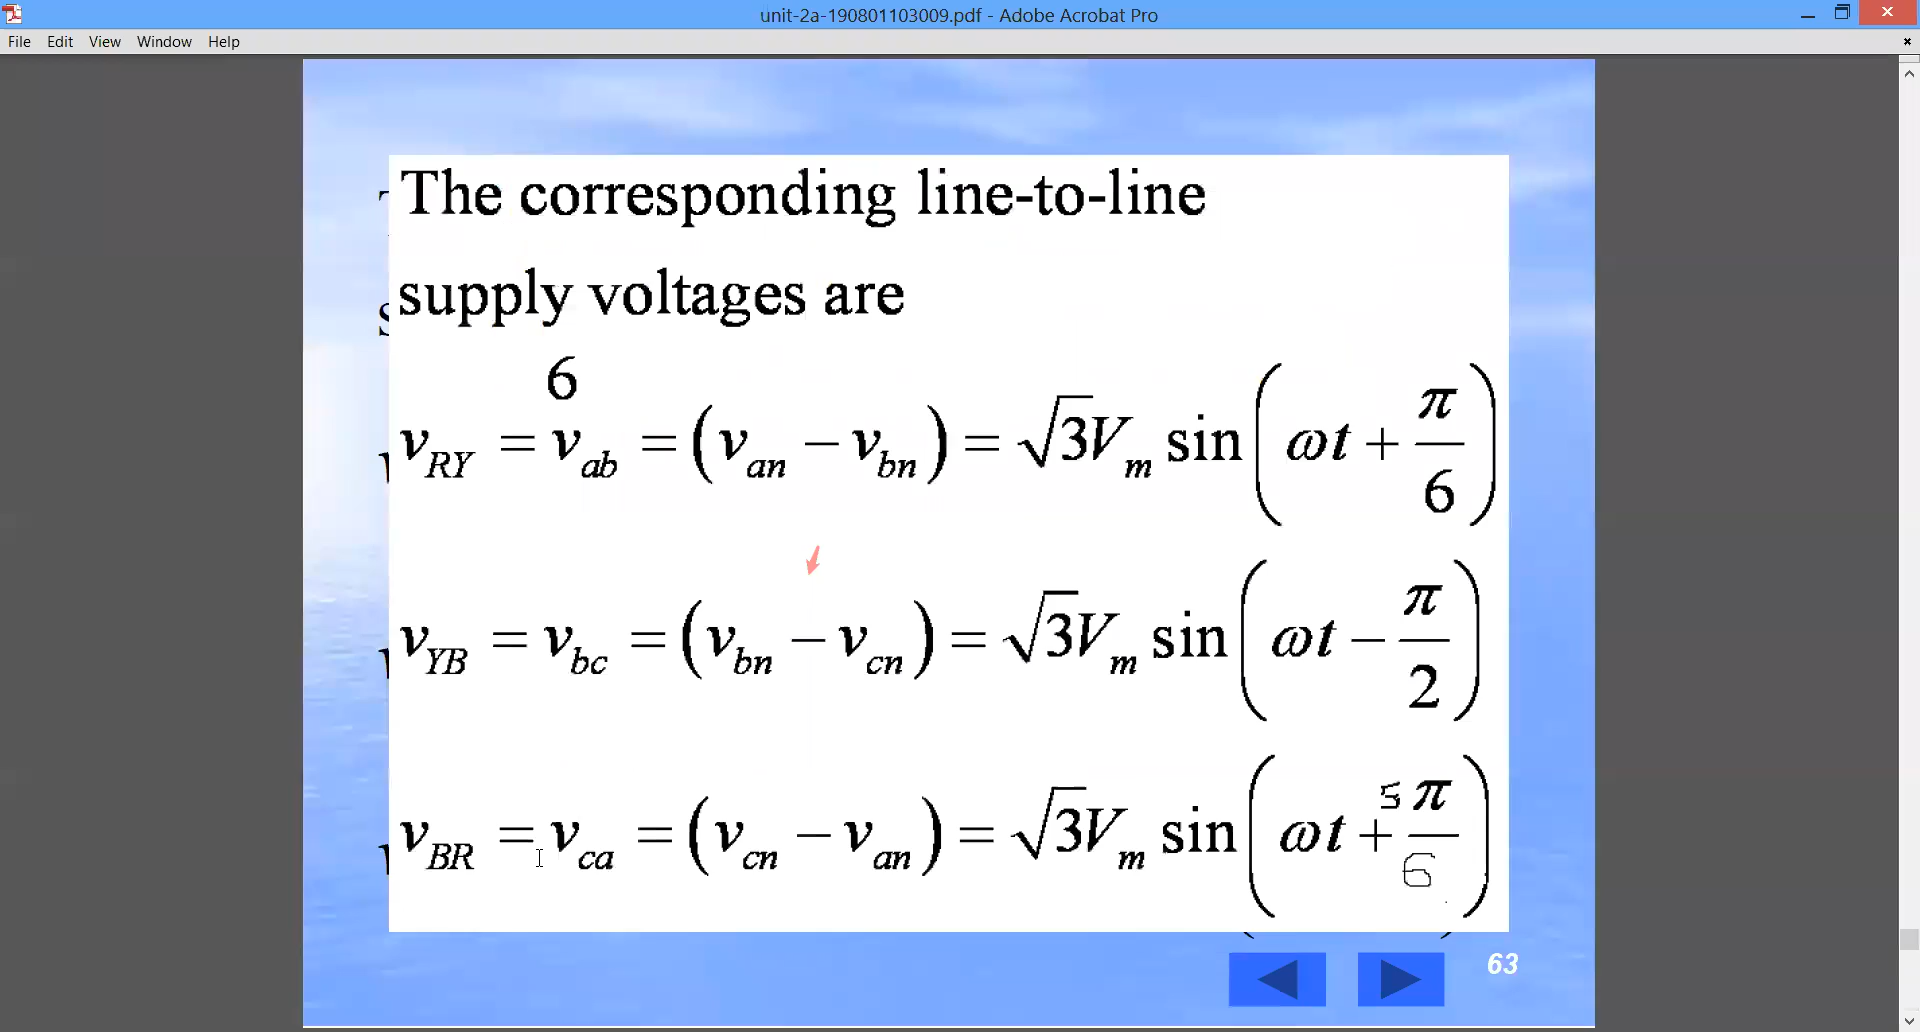 unit-2a-190801103009.pdf - Adobe Acrobat Pro
File Edit View Window Help
The corresponding line-to-line
supply voltages are
6
v_RY = v_ab = (v_an − v_bn) = √3V_m sin(ωt + π/6)
v_YB = v_bc = (v_bn − v_cn) = √3V_m sin(ωt − π/2)
v_BR = v_ca = (v_cn − v_an) = √3V_m sin(ωt + 5π/6)
63